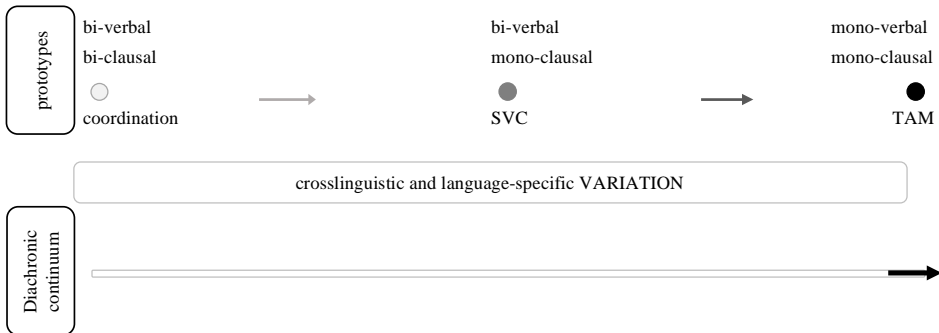 prototypes
bi-verbal
bi-clausal
coordination
bi-verbal
mono-clausal
SVC
mono-verbal
mono-clausal
TAM
crosslinguistic and language-specific VARIATION
Diachronic
continuum